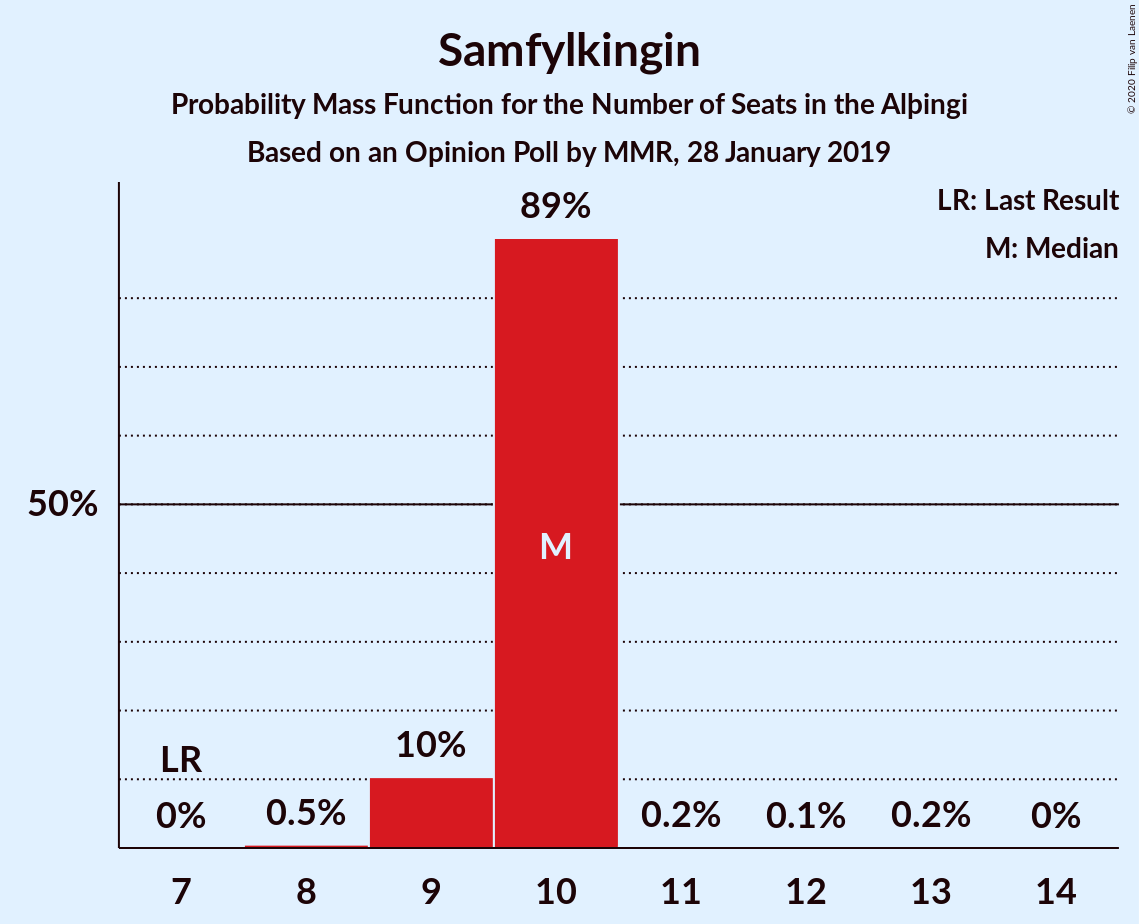 Samfylkingin
Probability Mass Function for the Number of Seats in the Alþingi
Based on an Opinion Poll by MMR, 28 January 2019
© 2020 Filip van Laenen
LR: Last Result
M: Median
89%
50%
M
LR
10%
0%
0.5%
0.2%
0.1%
0.2%
0%
7
8
9
10
11
12
13
14